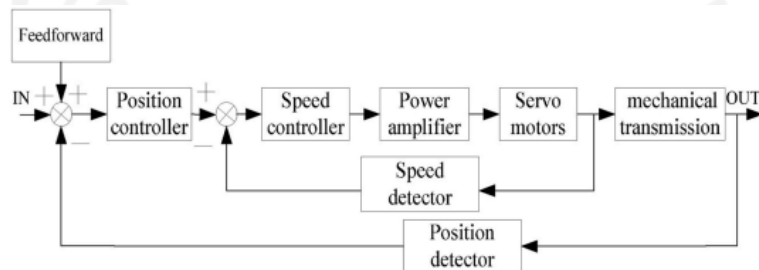 Feedforward
IN
+
+
Position
controller
+
Speed
controller
Power
amplifier
Servo
motors
mechanical
transmission
OUT
−
−
Speed
detector
Position
detector